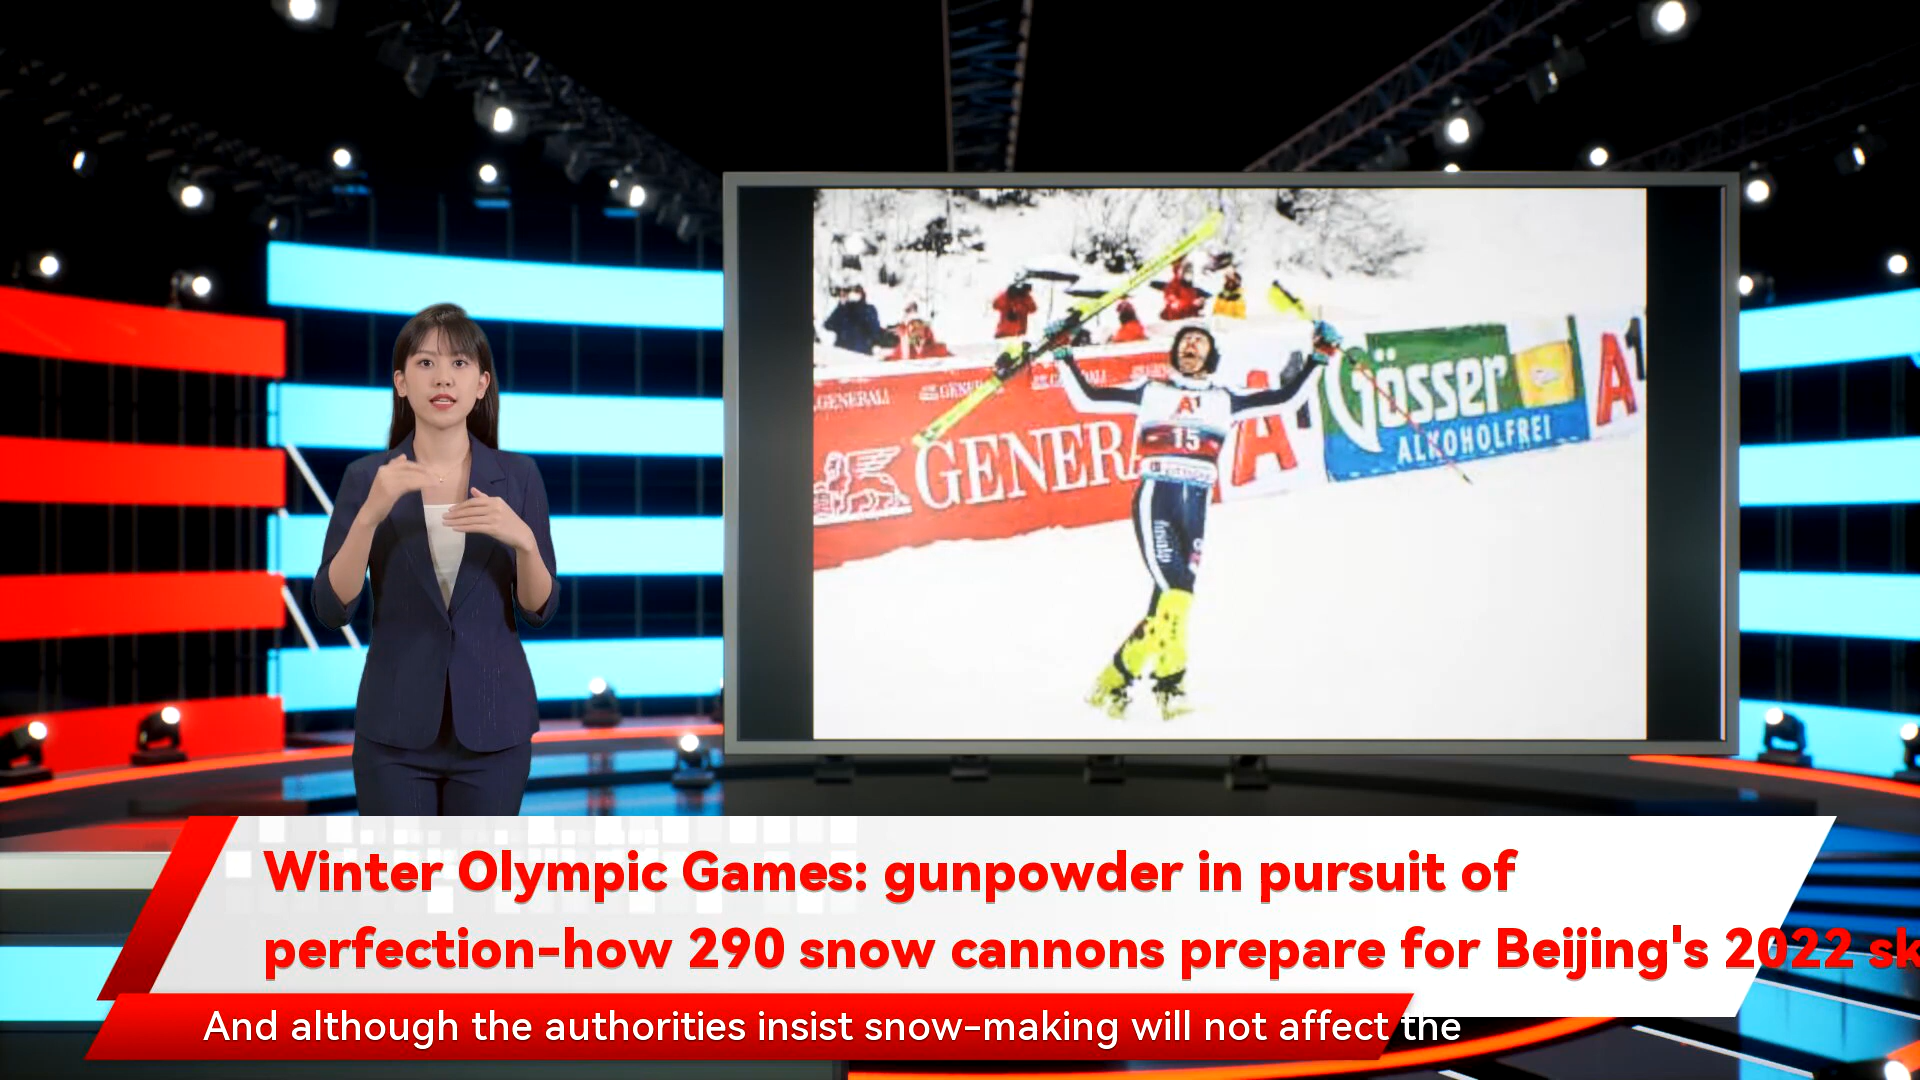 GENERALI
GENERALI
GENERA
A1
15
A
Gösser
ALKOHOLFREI
A1
Winter Olympic Games: gunpowder in pursuit of
perfection-how 290 snow cannons prepare for Beijing's 2022 sk
And although the authorities insist snow-making will not affect the